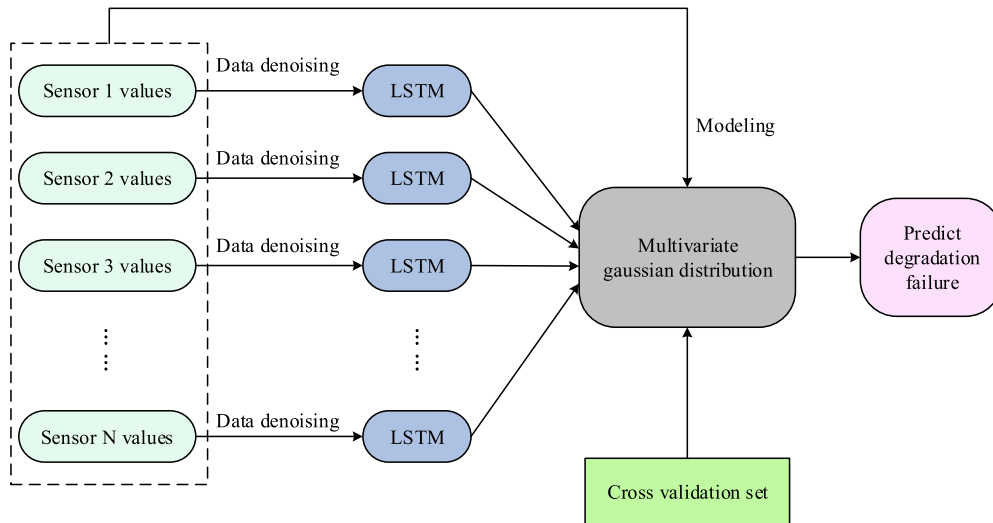 Data denoising
Sensor 1 values
LSTM
Modeling
Data denoising
Sensor 2 values
LSTM
Data denoising
Sensor 3 values
LSTM
Multivariate
gaussian distribution
Predict
degradation
failure
Data denoising
Sensor N values
LSTM
Cross validation set